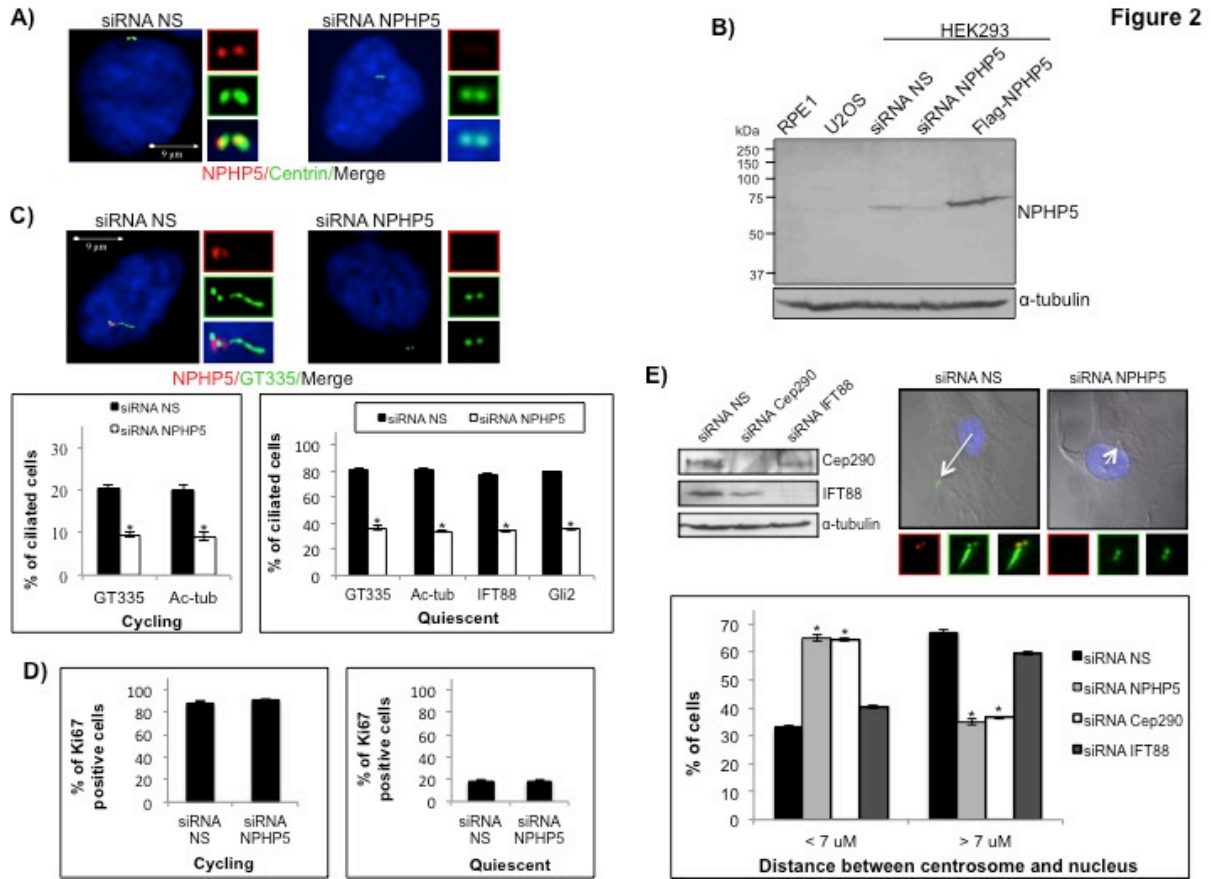 Figure 2
A)
siRNA NS
siRNA NPHP5
9 µm
NPHP5/Centrin/Merge
B)
HEK293
RPE1
U2OS
siRNA NS
siRNA NPHP5
Flag-NPHP5
kDa
250
150
100
75
50
37
NPHP5
α-tubulin
C)
siRNA NS
siRNA NPHP5
9 µm
NPHP5/GT335/Merge
siRNA NS
siRNA NPHP5
% of ciliated cells
30
20
10
0
GT335
Ac-tub
Cycling
siRNA NS
siRNA NPHP5
% of ciliated cells
100
80
60
40
20
0
GT335
Ac-tub
IFT88
Gli2
Quiescent
D)
% of Ki67
positive cells
100
80
60
40
20
0
siRNA
NS
siRNA
NPHP5
Cycling
% of Ki67
positive cells
100
80
60
40
20
0
siRNA
NS
siRNA
NPHP5
Quiescent
E)
siRNA NS
siRNA Cep290
siRNA IFT88
Cep290
IFT88
α-tubulin
siRNA NS
siRNA NPHP5
% of cells
70
60
50
40
30
20
10
0
siRNA NS
siRNA NPHP5
siRNA Cep290
siRNA IFT88
< 7 uM
> 7 uM
Distance between centrosome and nucleus